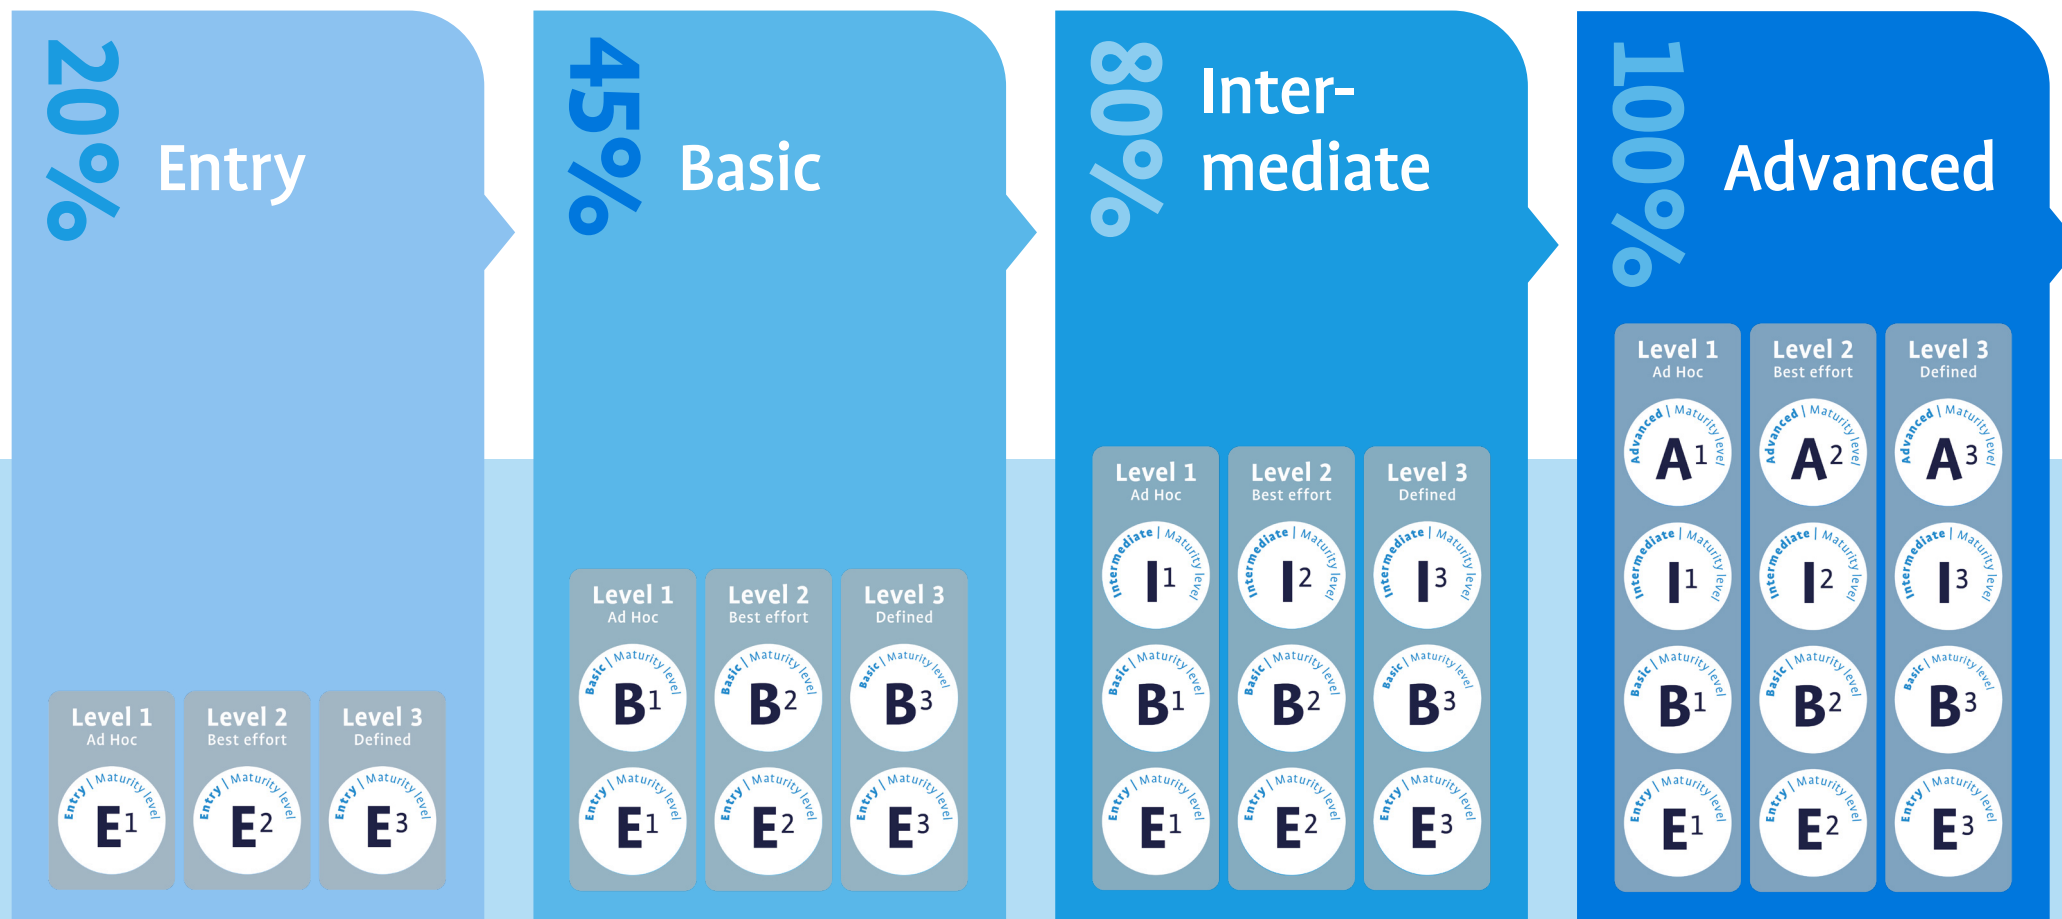 20%
Entry
Level 1
Ad Hoc
Level 2
Best effort
Level 3
Defined
Entry | Maturity level
E1
Entry | Maturity level
E2
Entry | Maturity level
E3
45%
Basic
Level 1
Ad Hoc
Level 2
Best effort
Level 3
Defined
Basic | Maturity level
B1
Basic | Maturity level
B2
Basic | Maturity level
B3
Entry | Maturity level
E1
Entry | Maturity level
E2
Entry | Maturity level
E3
80%
Inter-
mediate
Level 1
Ad Hoc
Level 2
Best effort
Level 3
Defined
Intermediate | Maturity level
I1
Intermediate | Maturity level
I2
Intermediate | Maturity level
I3
Basic | Maturity level
B1
Basic | Maturity level
B2
Basic | Maturity level
B3
Entry | Maturity level
E1
Entry | Maturity level
E2
Entry | Maturity level
E3
100%
Advanced
Level 1
Ad Hoc
Level 2
Best effort
Level 3
Defined
Advanced | Maturity level
A1
Advanced | Maturity level
A2
Advanced | Maturity level
A3
Intermediate | Maturity level
I1
Intermediate | Maturity level
I2
Intermediate | Maturity level
I3
Basic | Maturity level
B1
Basic | Maturity level
B2
Basic | Maturity level
B3
Entry | Maturity level
E1
Entry | Maturity level
E2
Entry | Maturity level
E3